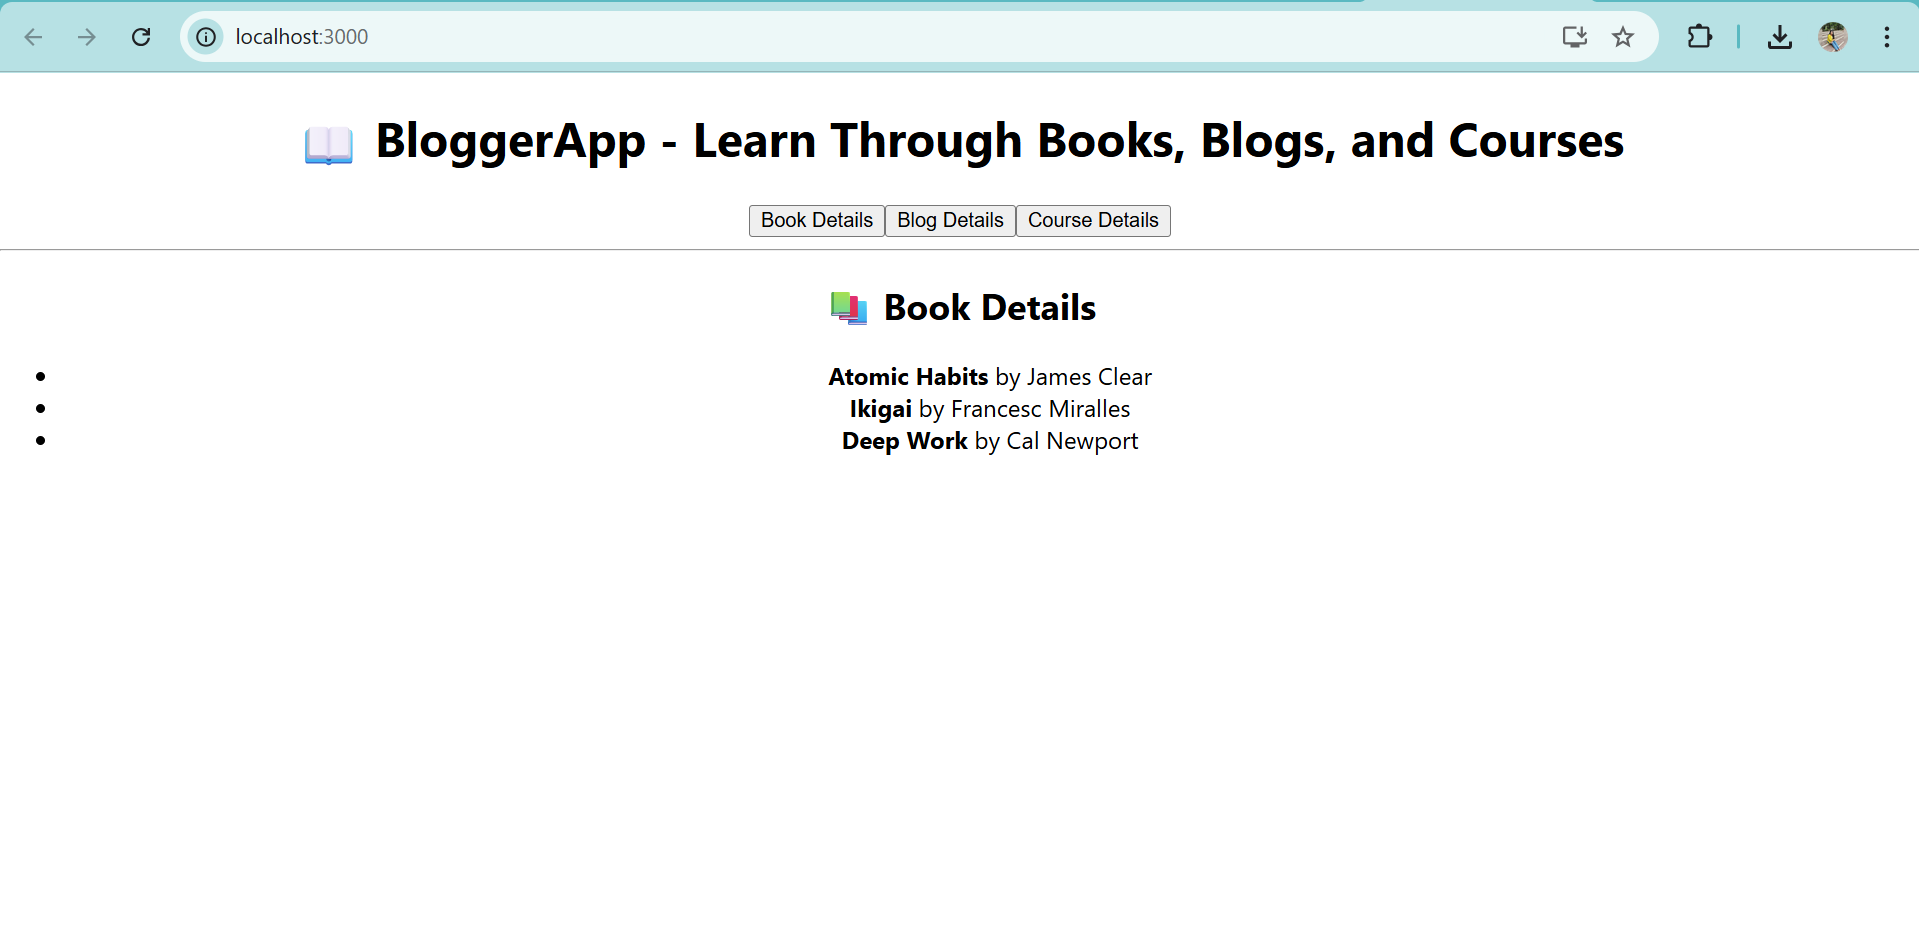 localhost:3000
BloggerApp - Learn Through Books, Blogs, and Courses
Book Details Blog Details Course Details
Book Details
Atomic Habits by James Clear
Ikigai by Francesc Miralles
Deep Work by Cal Newport